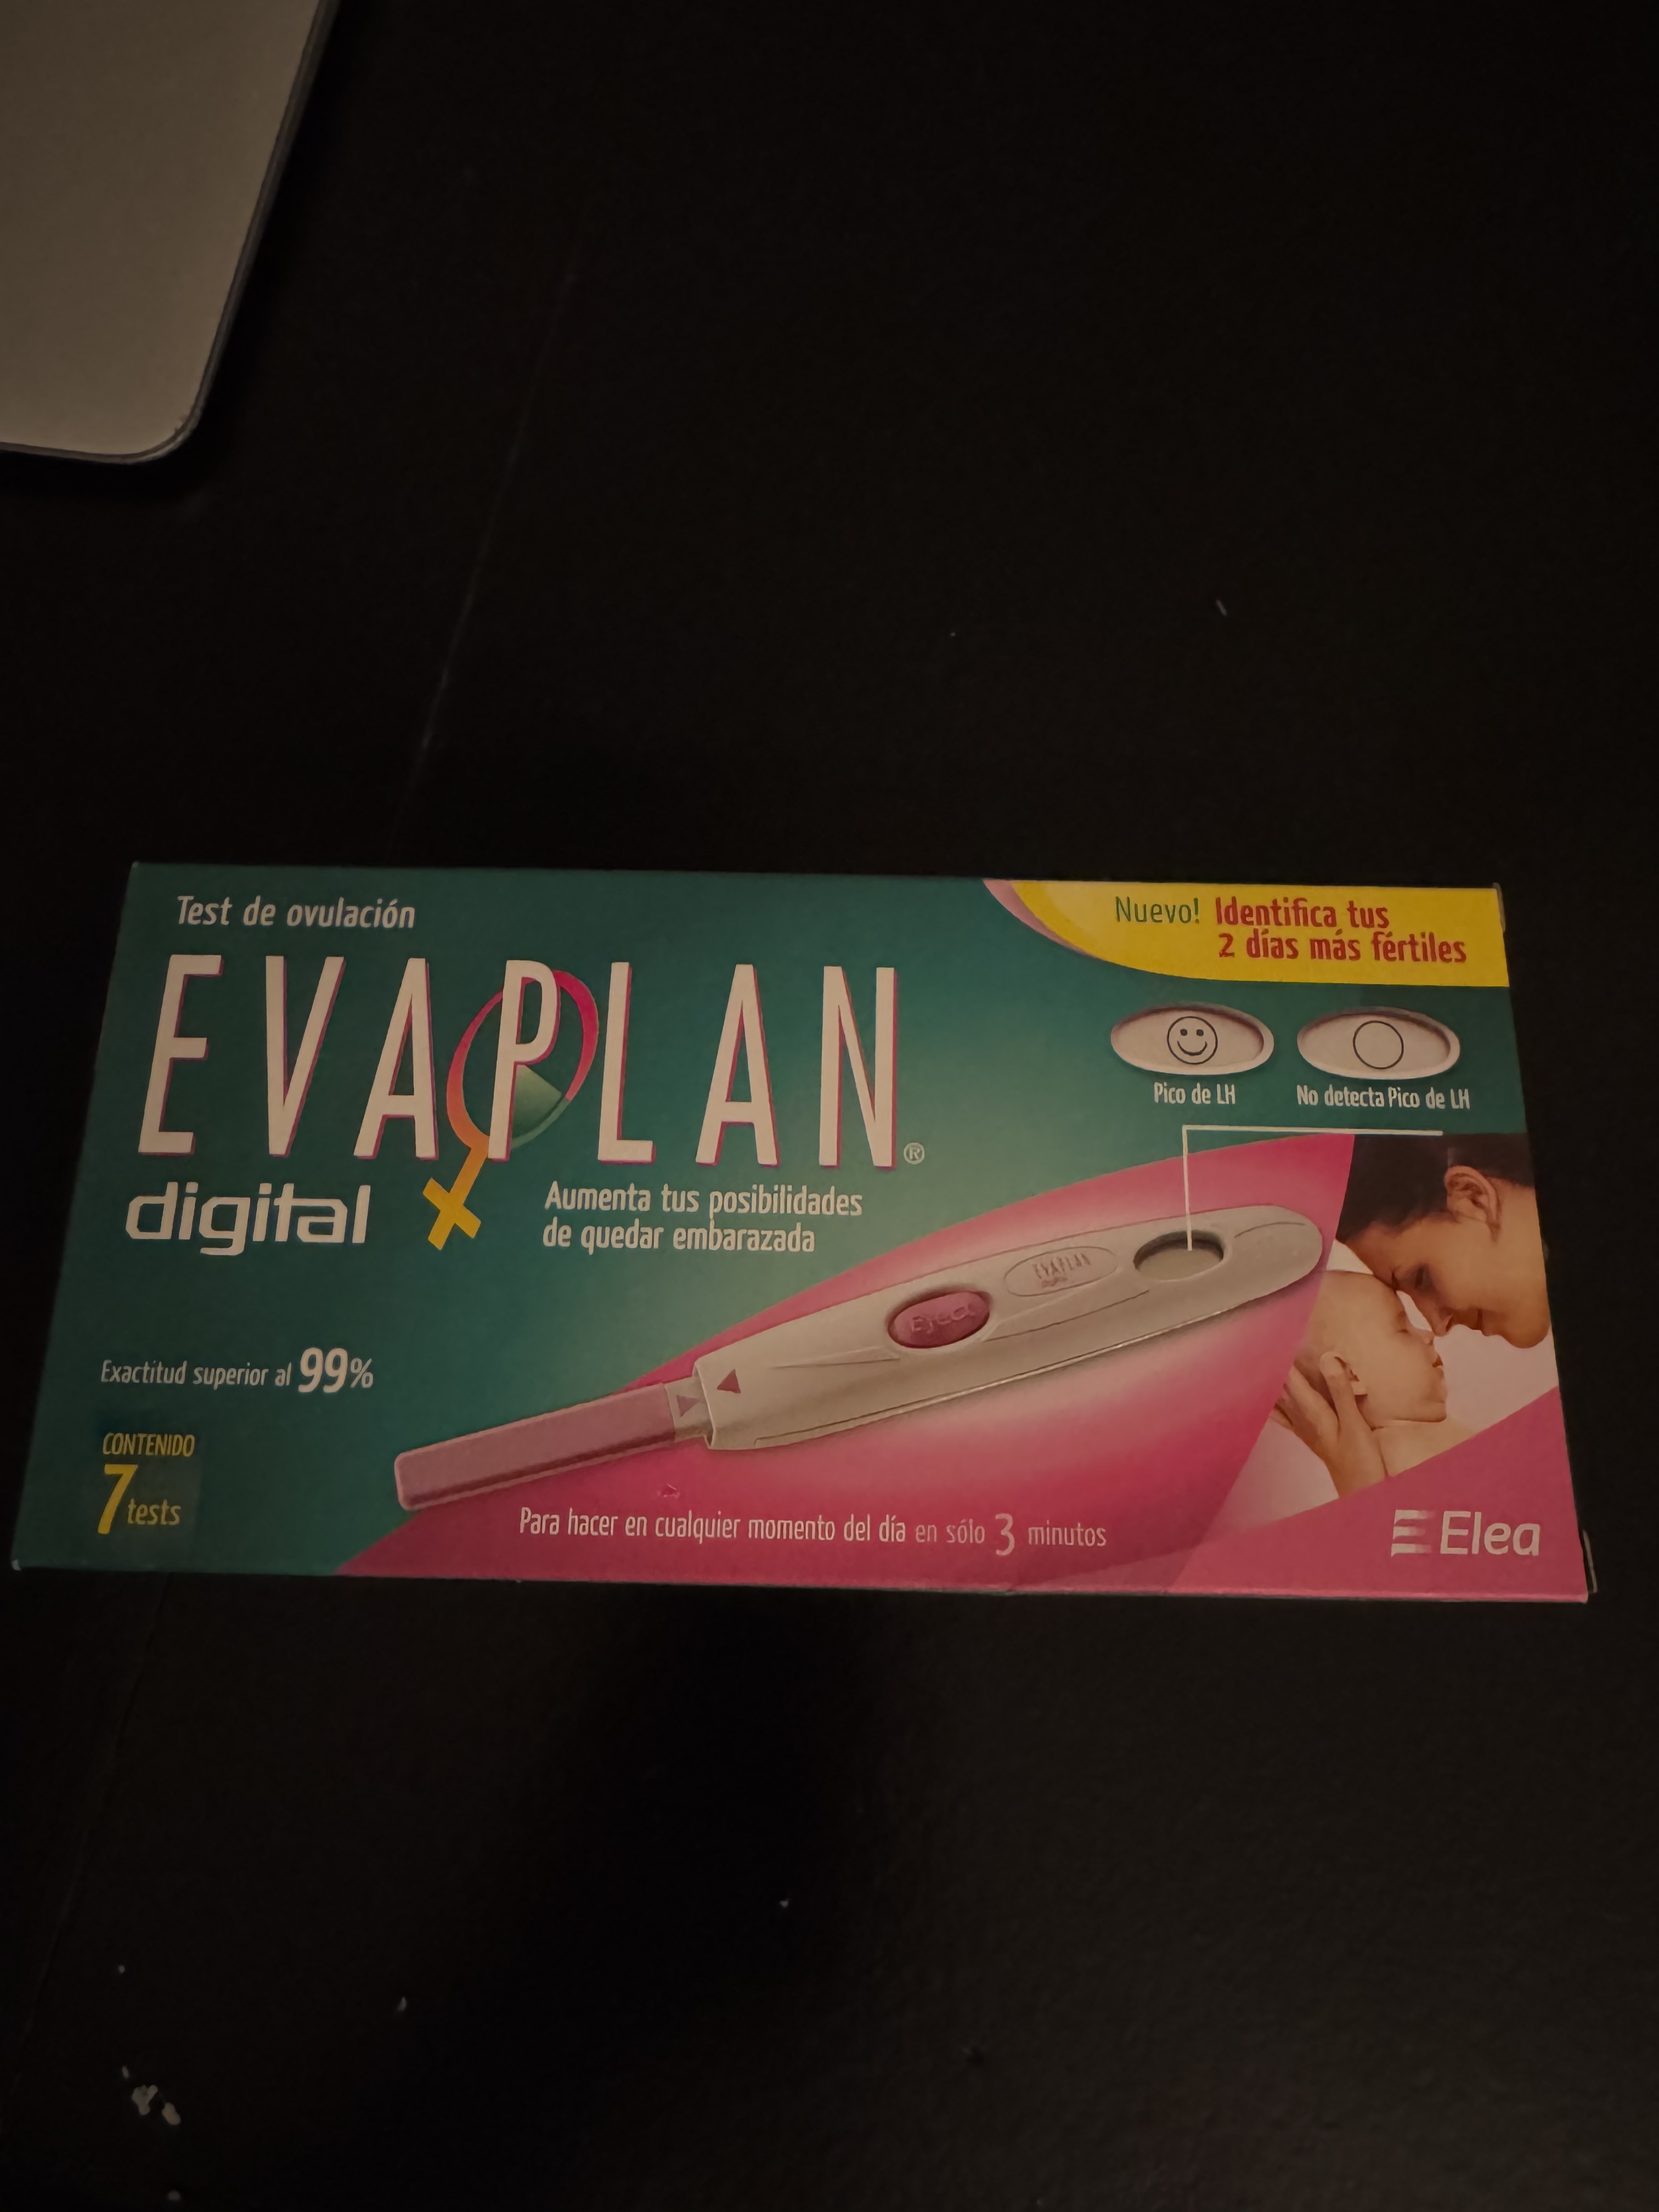 Test de ovulación
Nuevo! Identifica tus
2 días más fértiles
EVAPLAN®
digital
Pico de LH
No detecta Pico de LH
Aumenta tus posibilidades
de quedar embarazada
EVAPLAN
Eject
Exactitud superior al 99%
CONTENIDO
7 tests
Para hacer en cualquier momento del día en sólo 3 minutos
Elea